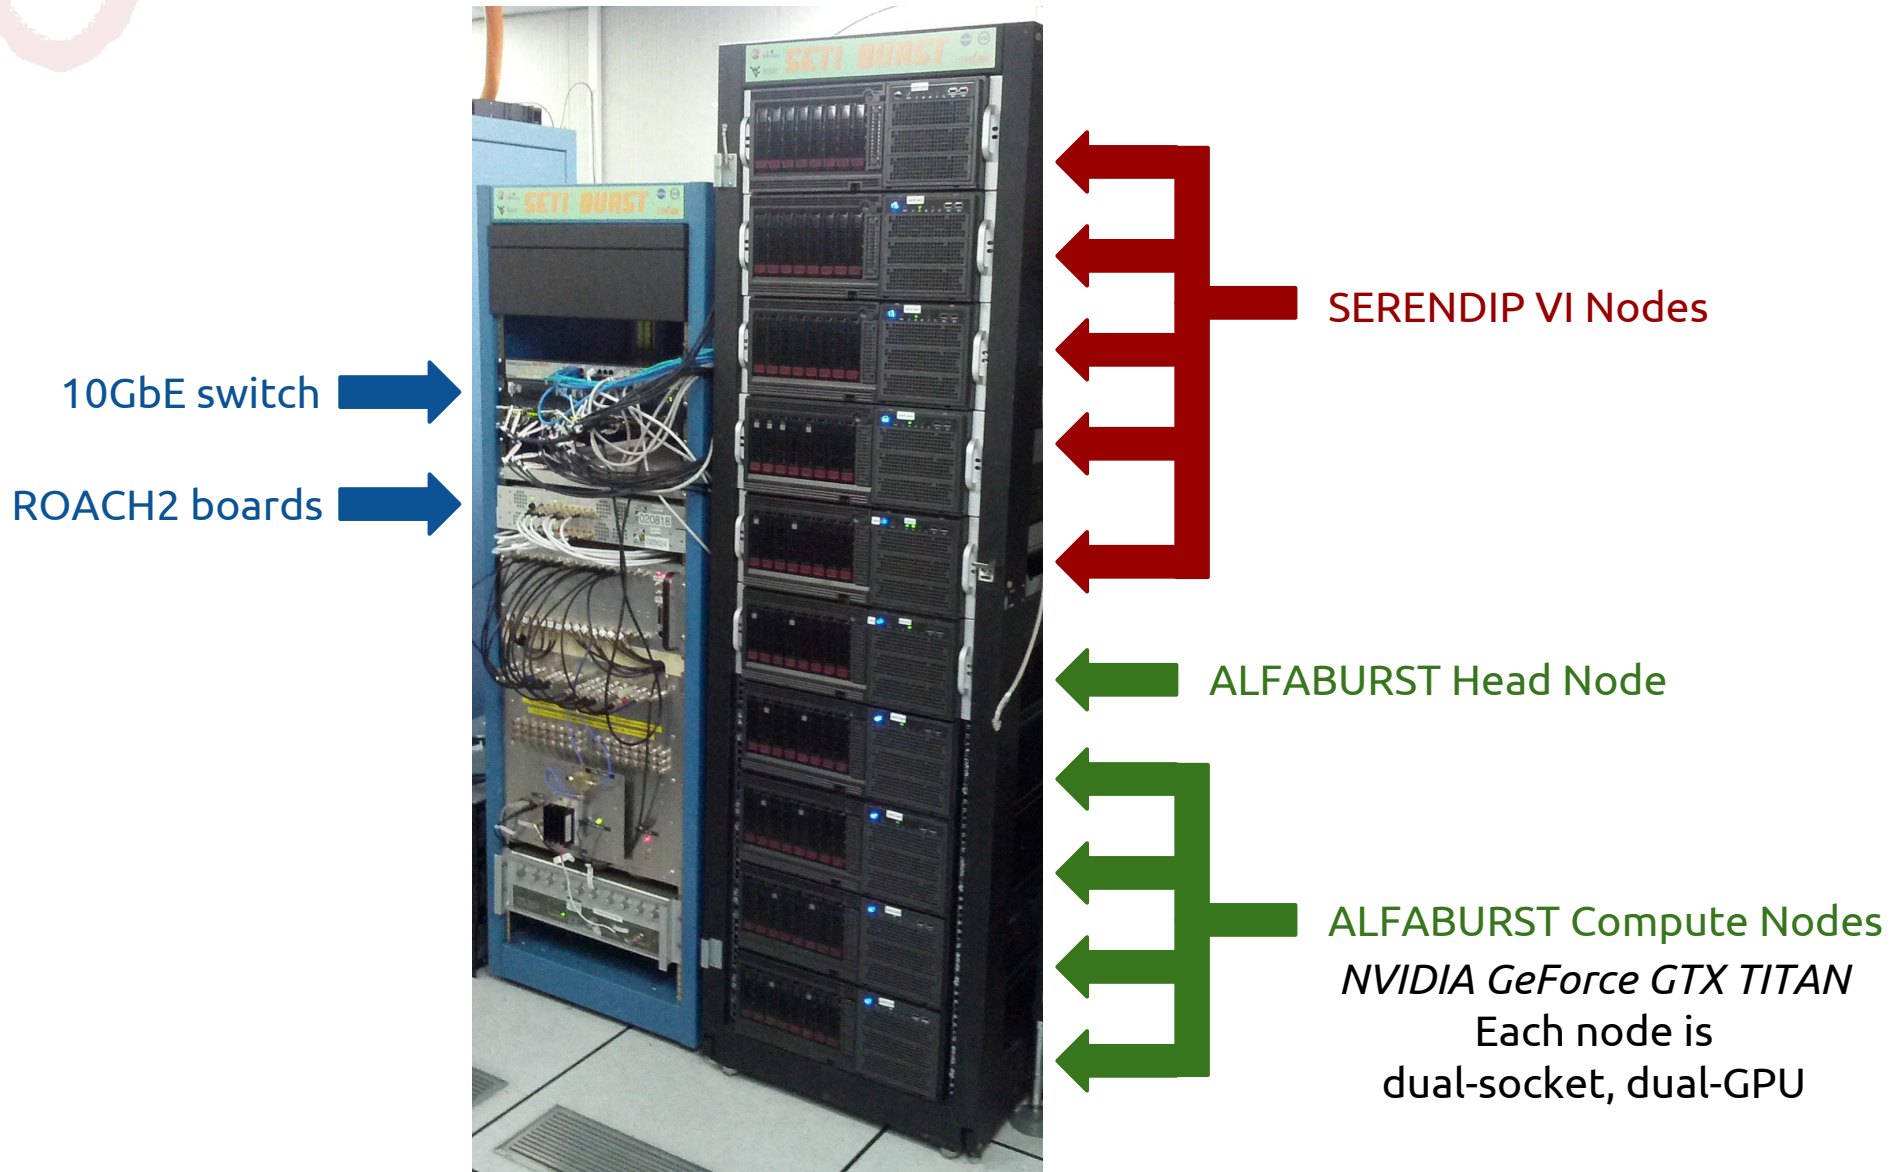 SETI BURST
SETI BURST
10GbE switch
ROACH2 boards
020816
SERENDIP VI Nodes
ALFABURST Head Node
ALFABURST Compute Nodes
NVIDIA GeForce GTX TITAN
Each node is
dual-socket, dual-GPU